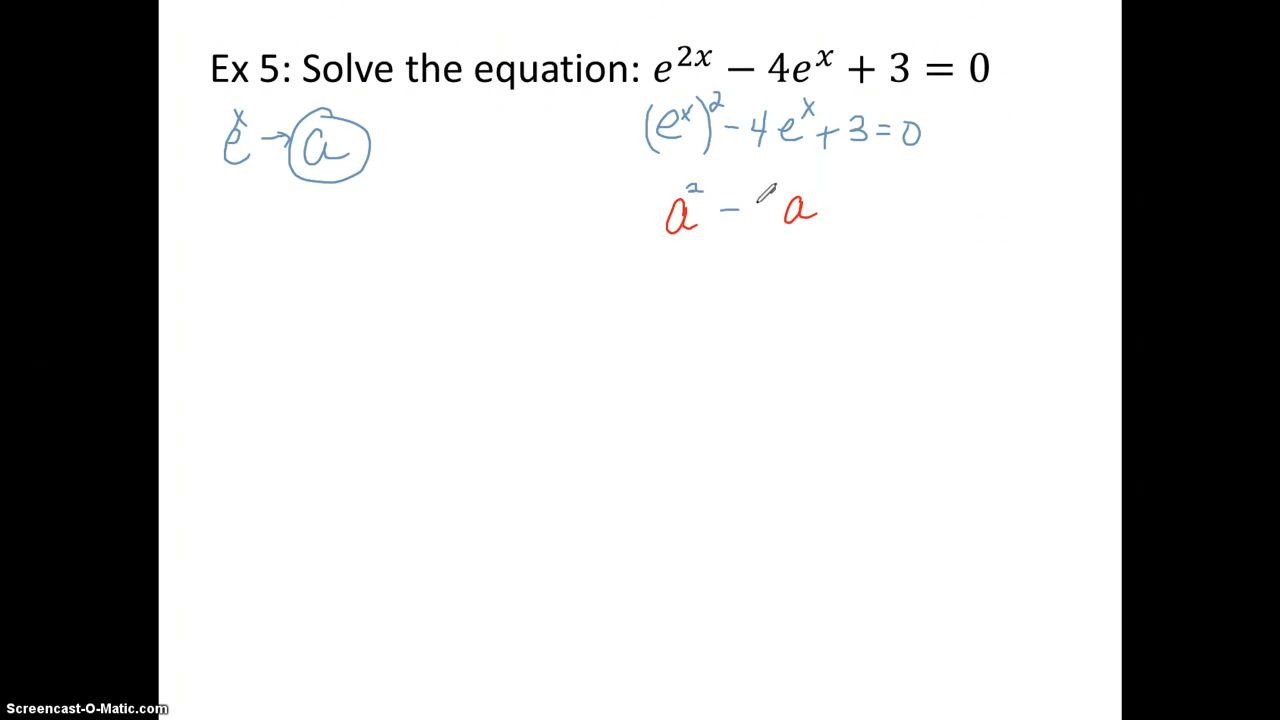 Ex 5: Solve the equation: e^{2x} − 4e^x + 3 = 0
e^x → a
(e^x)^2 - 4e^x + 3 = 0
a^2 - a
Screencast-O-Matic.com